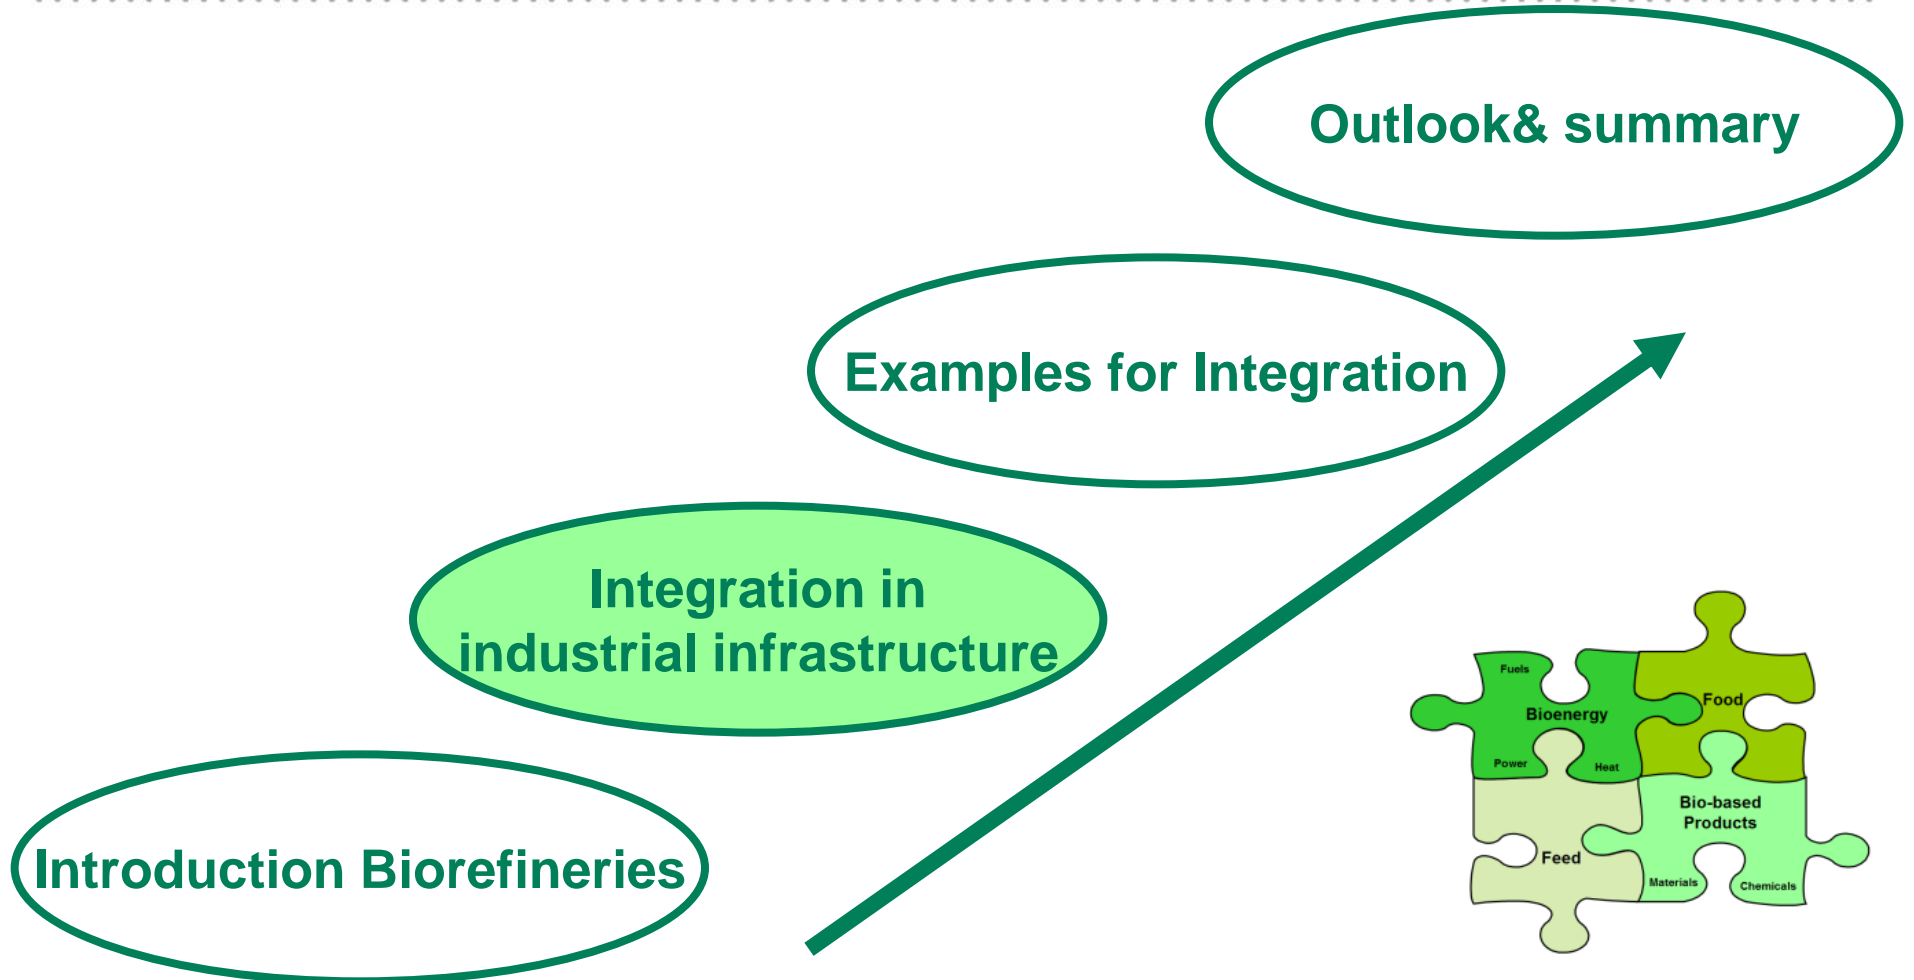 Outlook& summary
Examples for Integration
Integration in
industrial infrastructure
Introduction Biorefineries
Fuels
Bioenergy
Power
Heat
Food
Bio-based
Products
Feed
Materials
Chemicals